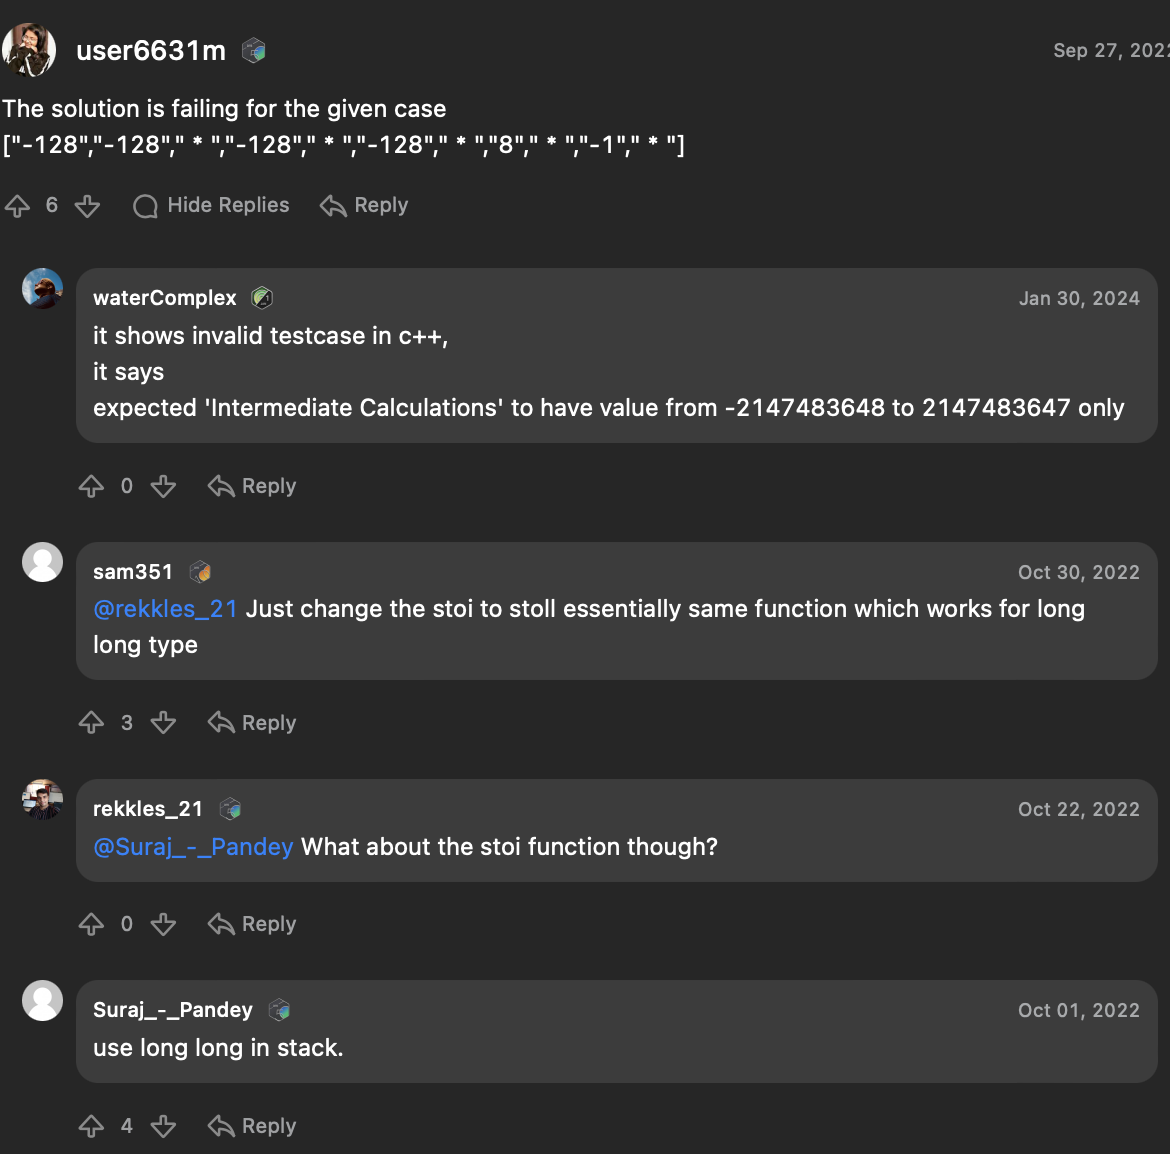 user6631m
Sep 27, 202
The solution is failing for the given case
["-128","-128"," * ","-128"," * ","-128"," * ","8"," * ","-1"," * "]
6 Hide Replies Reply
waterComplex
Jan 30, 2024
it shows invalid testcase in c++,
it says
expected 'Intermediate Calculations' to have value from -2147483648 to 2147483647 only
0 Reply
sam351
Oct 30, 2022
@rekkles_21 Just change the stoi to stoll essentially same function which works for long
long type
3 Reply
rekkles_21
Oct 22, 2022
@Suraj_-_Pandey What about the stoi function though?
0 Reply
Suraj_-_Pandey
Oct 01, 2022
use long long in stack.
4 Reply